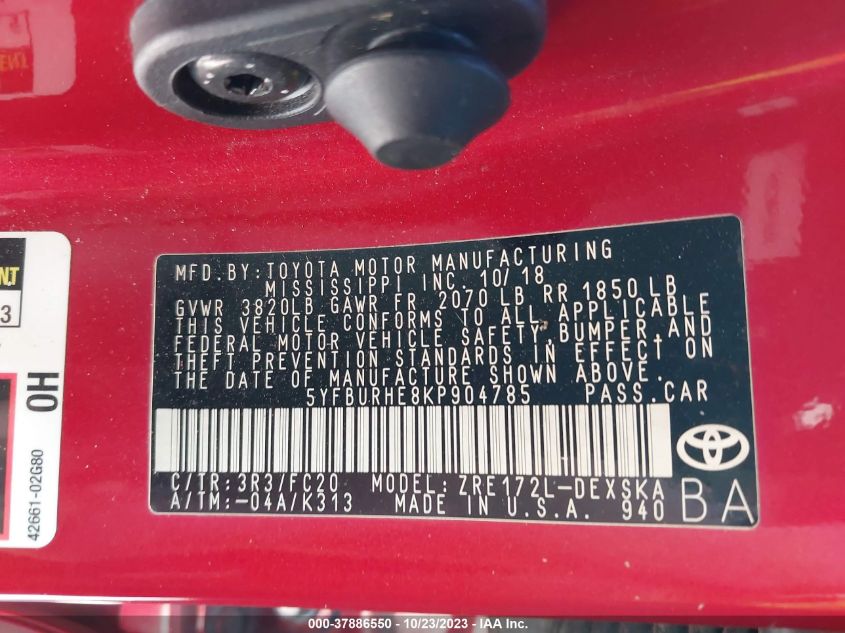 MFD. BY: TOYOTA MOTOR MANUFACTURING
MISSISSIPPI INC. 10/18
GVWR 3820LB GAWR FR 2070 LB RR 1850 LB
THIS VEHICLE CONFORMS TO ALL APPLICABLE
FEDERAL MOTOR VEHICLE SAFETY, BUMPER, AND
THEFT PREVENTION STANDARDS IN EFFECT ON
THE DATE OF MANUFACTURE SHOWN ABOVE.
5YFBURHE8KP904785 PASS. CAR
C/TR: 3R3/FC20 MODEL: ZRE172L-DEXSKA
A/TM: -04A/K313 MADE IN U.S.A. 940
BA
3
OH
42661-02G80
000-37886550 - 10/23/2023 - IAA Inc.